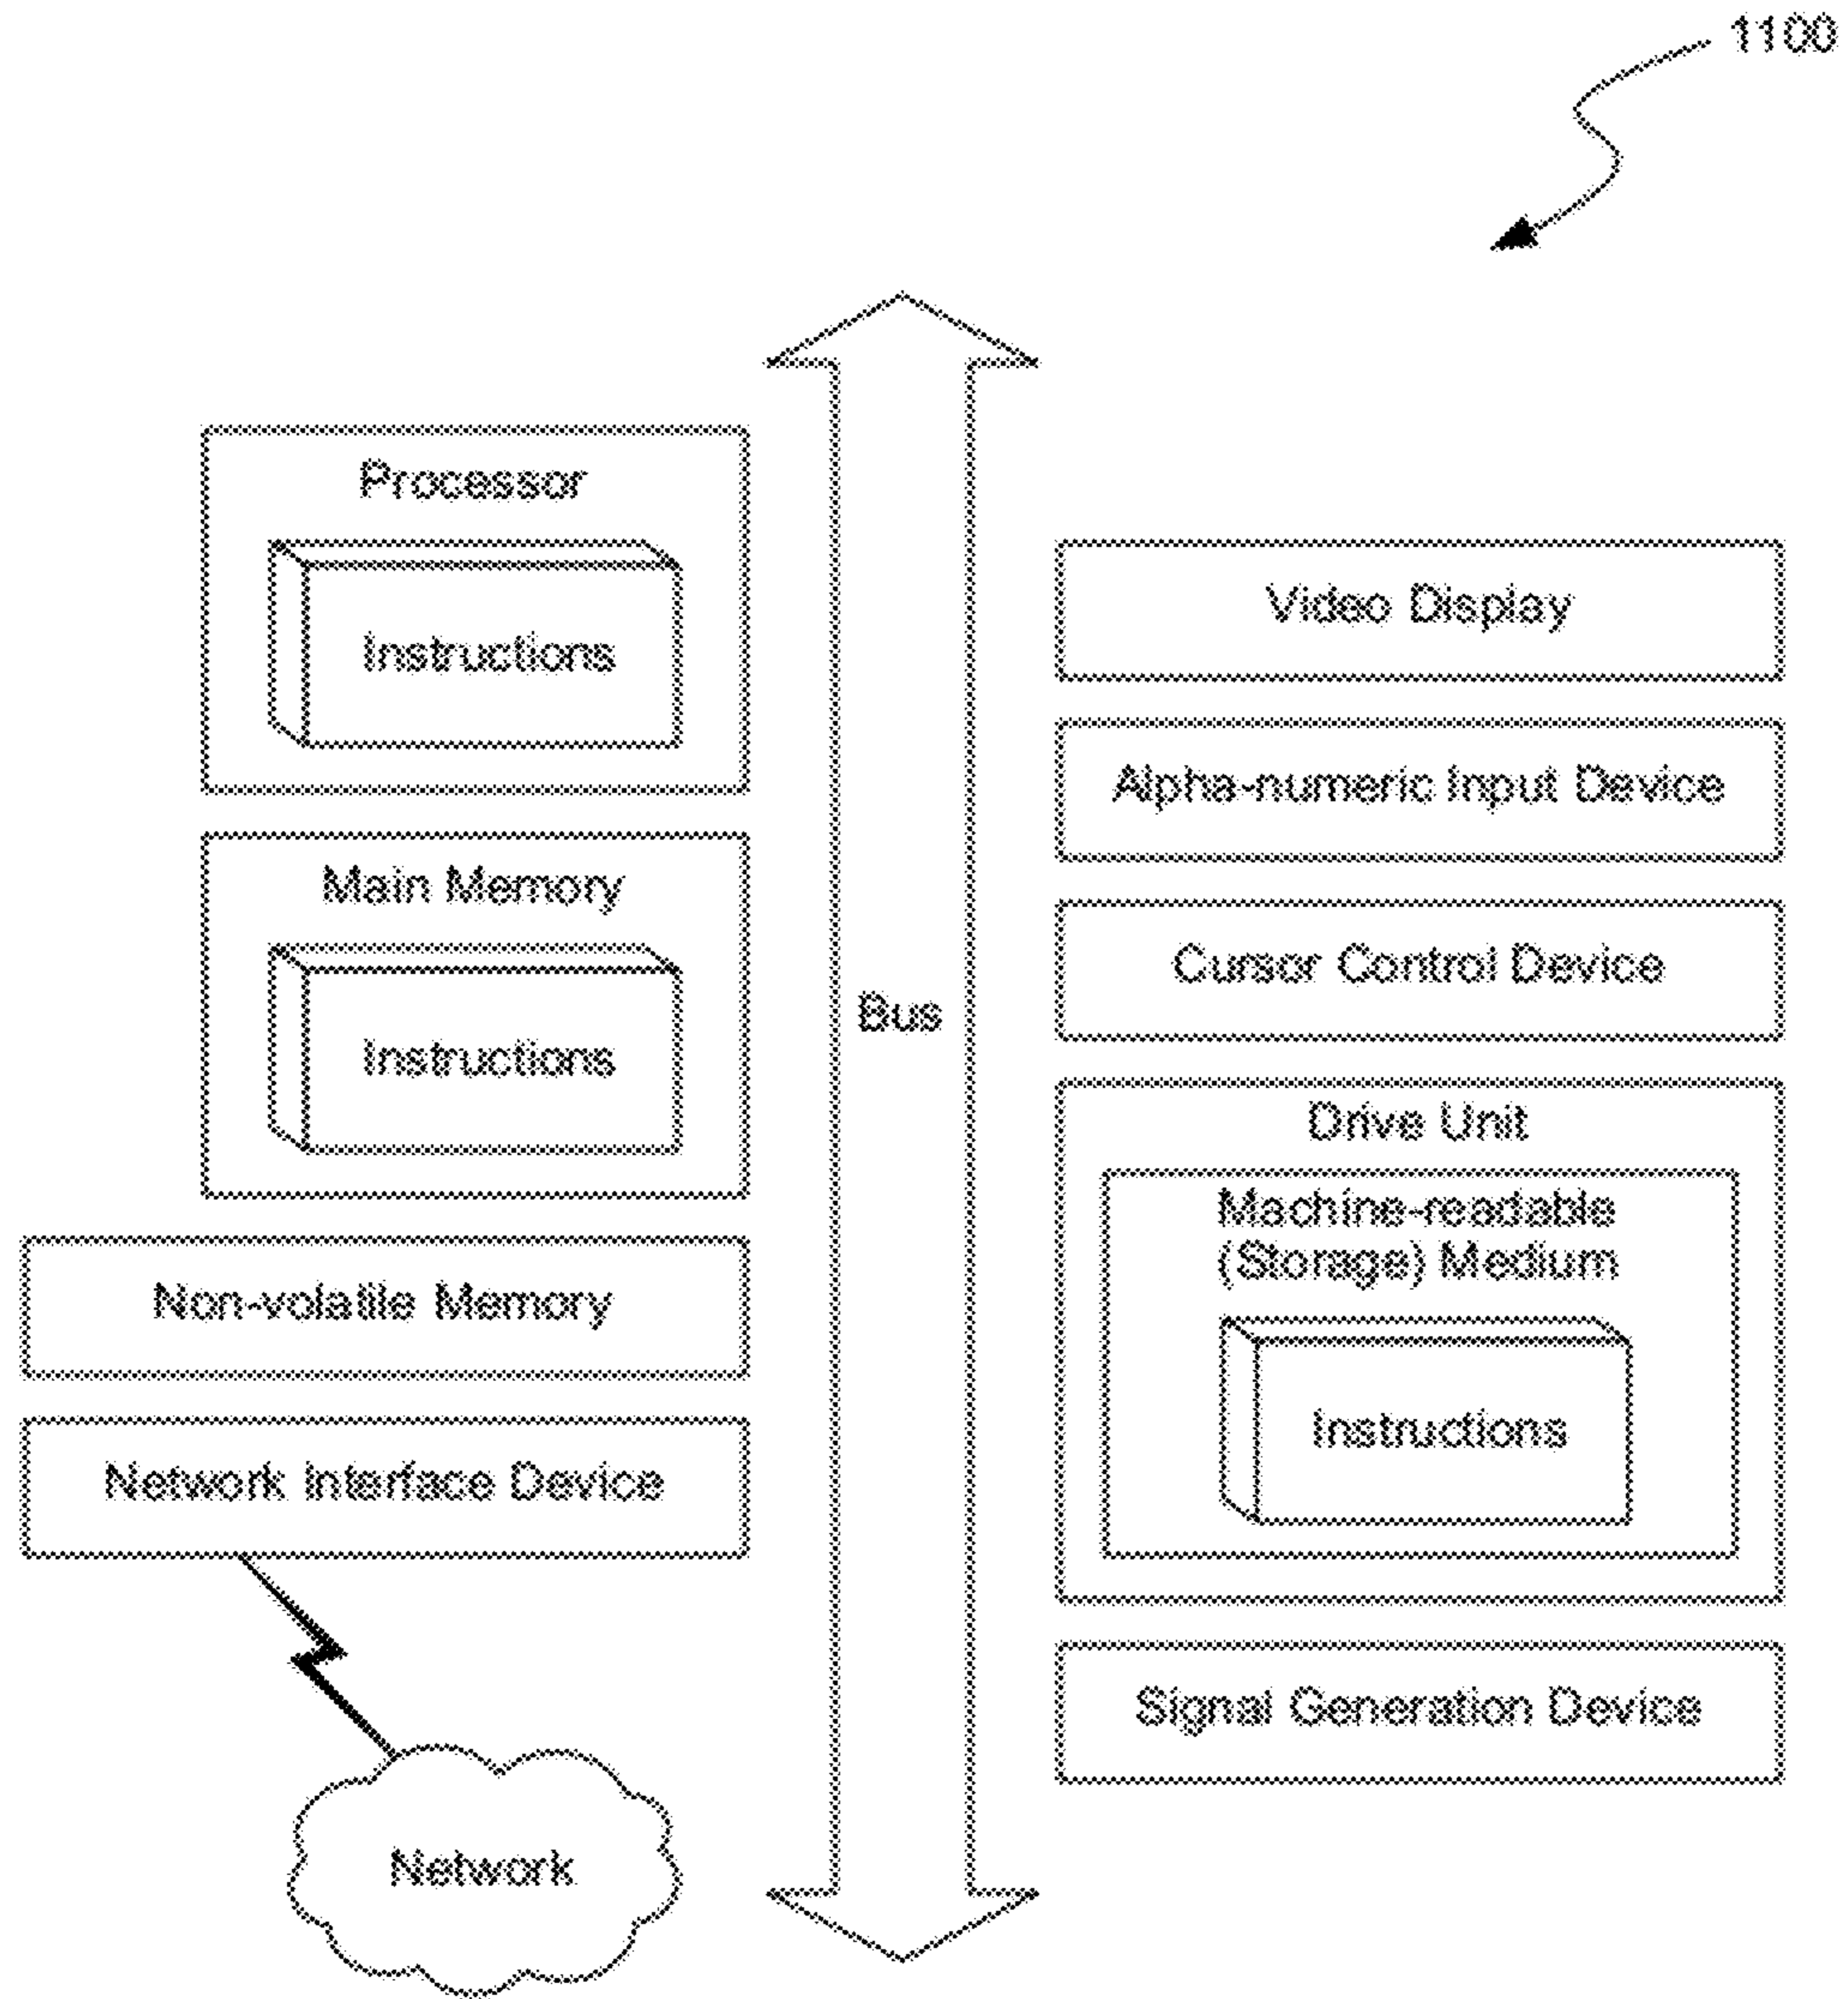 1100
Processor
Instructions
Main Memory
Instructions
Non-volatile Memory
Network Interface Device
Network
Bus
Video Display
Alpha-numeric Input Device
Cursor Control Device
Drive Unit
Machine-readable
(Storage) Medium
Instructions
Signal Generation Device